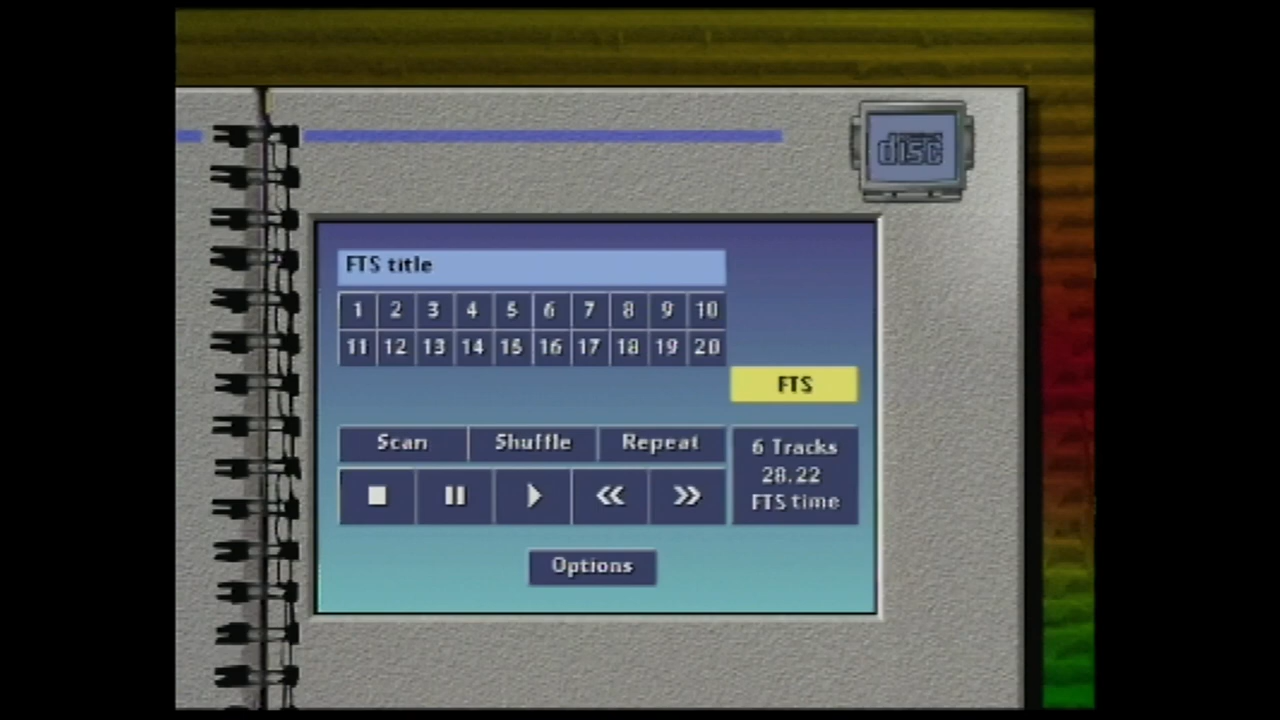 disc
FTS title
1 2 3 4 5 6 7 8 9 10
11 12 13 14 15 16 17 18 19 20
FTS
Scan Shuffle Repeat
6 Tracks
28.22
FTS time
Options